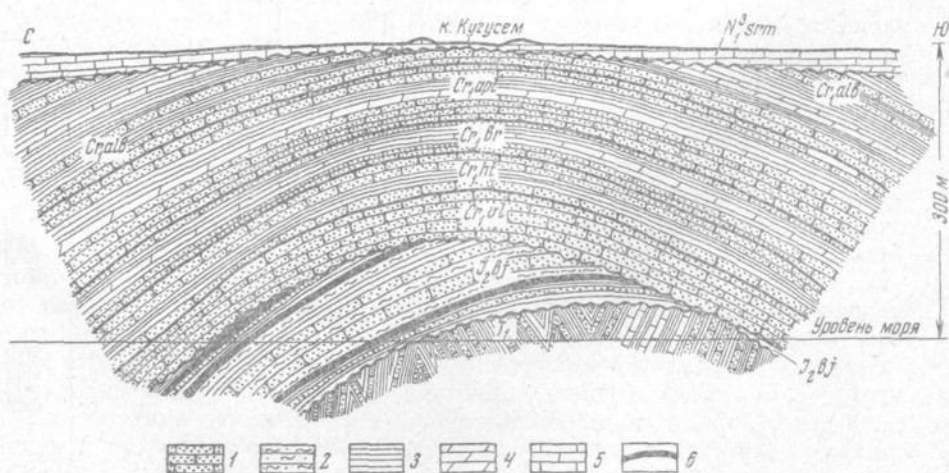 С к. Кугусем N₁³srm Ю
Cr₁apt
Cr₁alb
Cr₁alb
Cr₁br
Cr₁ht
300 м
Cr₁vl
J₂bj
T₁ Уровень моря
J₂bj
1 2 3 4 5 6